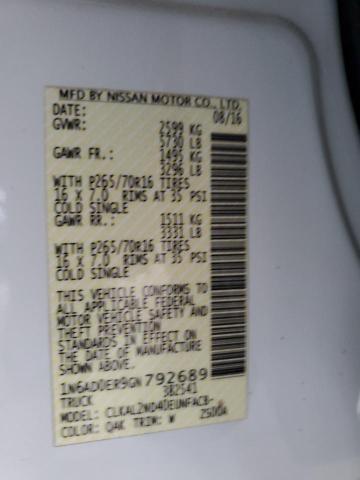 MFD BY NISSAN MOTOR CO., LTD.
DATE: 08/16
GVWR: 2599 KG
5730 LB
GAWR FR.: 1495 KG
3296 LB
WITH P265/70R16 TIRES
16 X 7.0 RIMS AT 35 PSI
COLD SINGLE
GAWR RR.: 1511 KG
3331 LB
WITH P265/70R16 TIRES
16 X 7.0 RIMS AT 35 PSI
COLD SINGLE
THIS VEHICLE CONFORMS TO
ALL APPLICABLE FEDERAL
MOTOR VEHICLE SAFETY AND
THEFT PREVENTION
STANDARDS IN EFFECT ON
THE DATE OF MANUFACTURE
SHOWN ABOVE.
1N6AD0ER9GN792689
TRUCK 382541
MODEL: CLKAL2ND4DEUNFACB-
COLOR: QAK TRIM: W